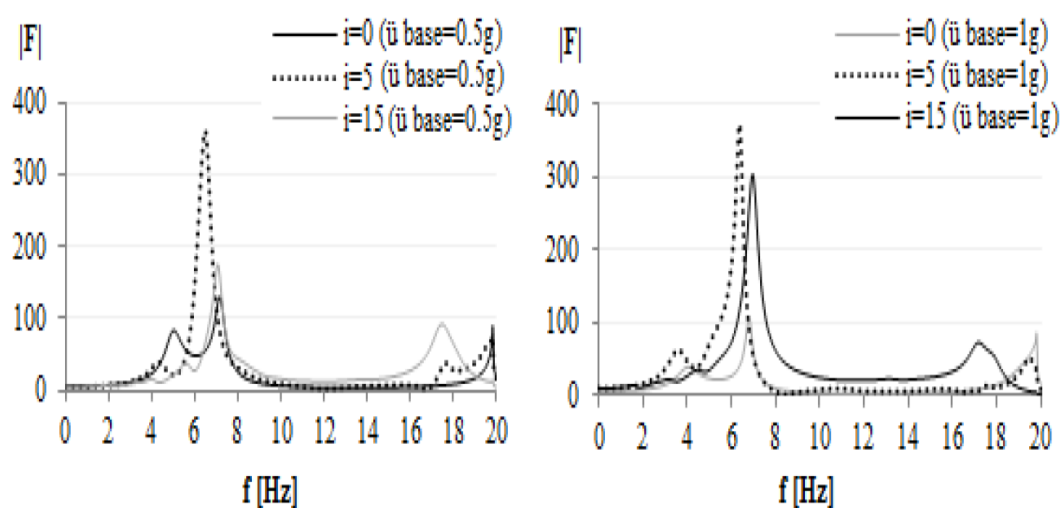 |F|
i=0 (ü base=0.5g)
i=5 (ü base=0.5g)
i=15 (ü base=0.5g)
400
300
200
100
0
0 2 4 6 8 10 12 14 16 18 20
f [Hz]
|F|
i=0 (ü base=1g)
i=5 (ü base=1g)
i=15 (ü base=1g)
400
300
200
100
0
0 2 4 6 8 10 12 14 16 18 20
f [Hz]